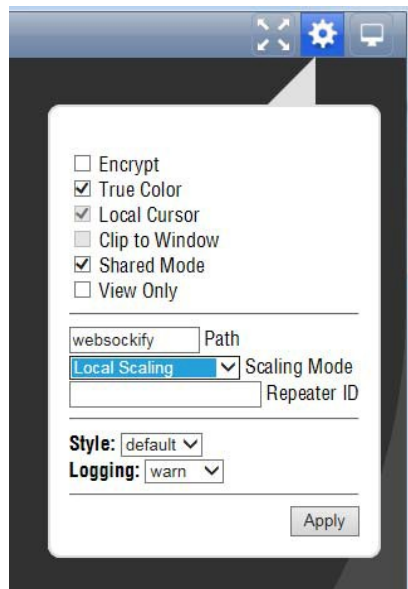 Encrypt
True Color
Local Cursor
Clip to Window
Shared Mode
View Only
websockify Path
Local Scaling Scaling Mode
Repeater ID
Style: default
Logging: warn
Apply